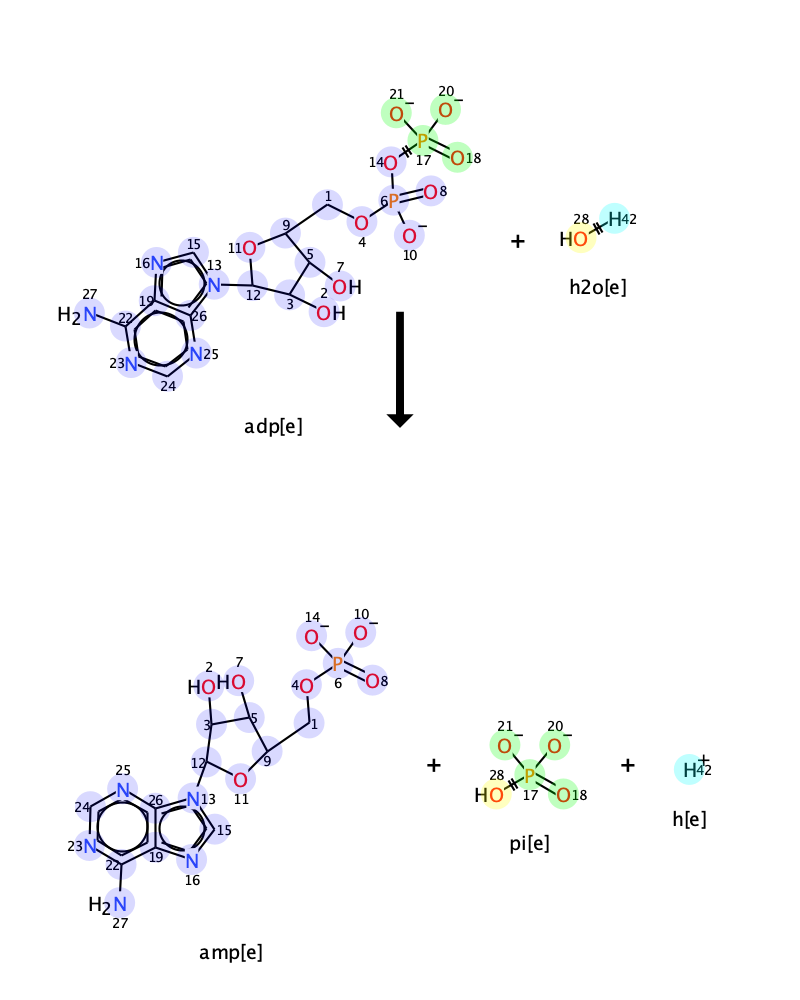 21 20
O⁻ O⁻
P
14 O 17 O 18
1 6 P O 8
9 O O⁻
4 10
15 11 O 5
16 N 13 7 28 H 42
N 12 3 2 OH HO
27 19 OH +
H₂N 22 26 h2o[e]
23 N N 25
24
adp[e]
14 10
O⁻ O⁻
2 7 P
HO HO 4 O 6 O 8
3 5 1
12 9 21 20
25 O O⁻ O⁻
N 26 N 13 11 + P + H⁺ 42
24 28
15 HO 17 O 18
23 N 19 h[e]
22 N pi[e]
16
H₂N
27
amp[e]